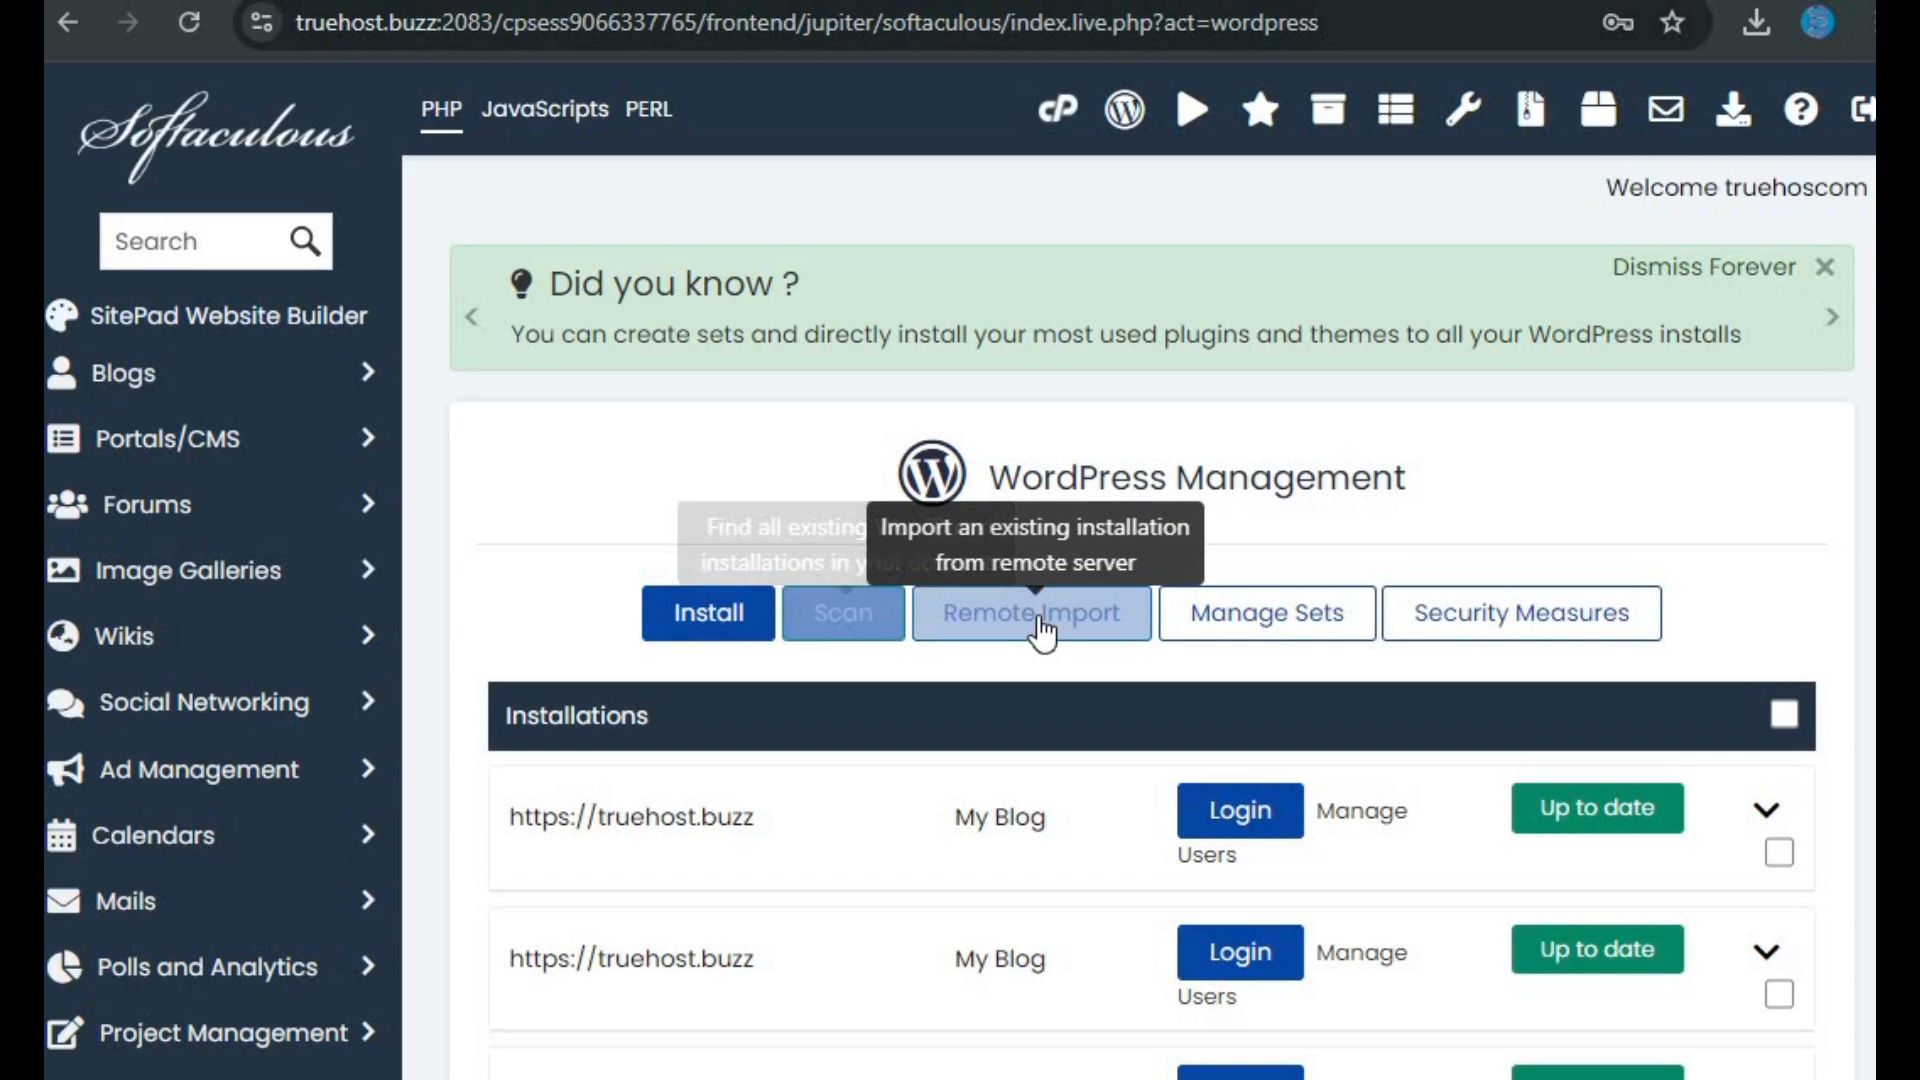 truehost.buzz:2083/cpsess9066337765/frontend/jupiter/softaculous/index.live.php?act=wordpress
Softaculous
PHP JavaScripts PERL
Welcome truehoscom
Search
Did you know ?
Dismiss Forever
You can create sets and directly install your most used plugins and themes to all your WordPress installs
SitePad Website Builder
Blogs
Portals/CMS
Forums
Image Galleries
Wikis
Social Networking
Ad Management
Calendars
Mails
Polls and Analytics
Project Management
WordPress Management
Find all existing
installations in
Import an existing installation
from remote server
Install Scan Remote Import Manage Sets Security Measures
Installations
https://truehost.buzz My Blog Login Manage Up to date
Users
https://truehost.buzz My Blog Login Manage Up to date
Users